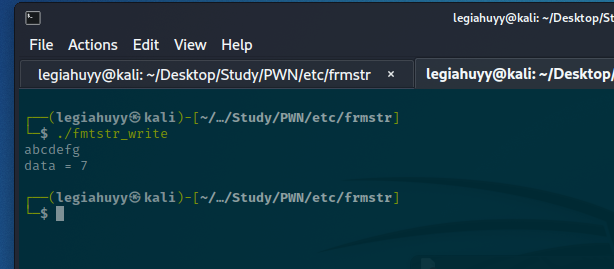 legiahuyy@kali: ~/Desktop/St
File Actions Edit View Help
legiahuyy@kali: ~/Desktop/Study/PWN/etc/frmstr × legiahuyy@kali: ~/Desktop/
┌──(legiahuyy㉿kali)-[~/…/Study/PWN/etc/frmstr]
└─$ ./fmtstr_write
abcdefg
data = 7
┌──(legiahuyy㉿kali)-[~/…/Study/PWN/etc/frmstr]
└─$